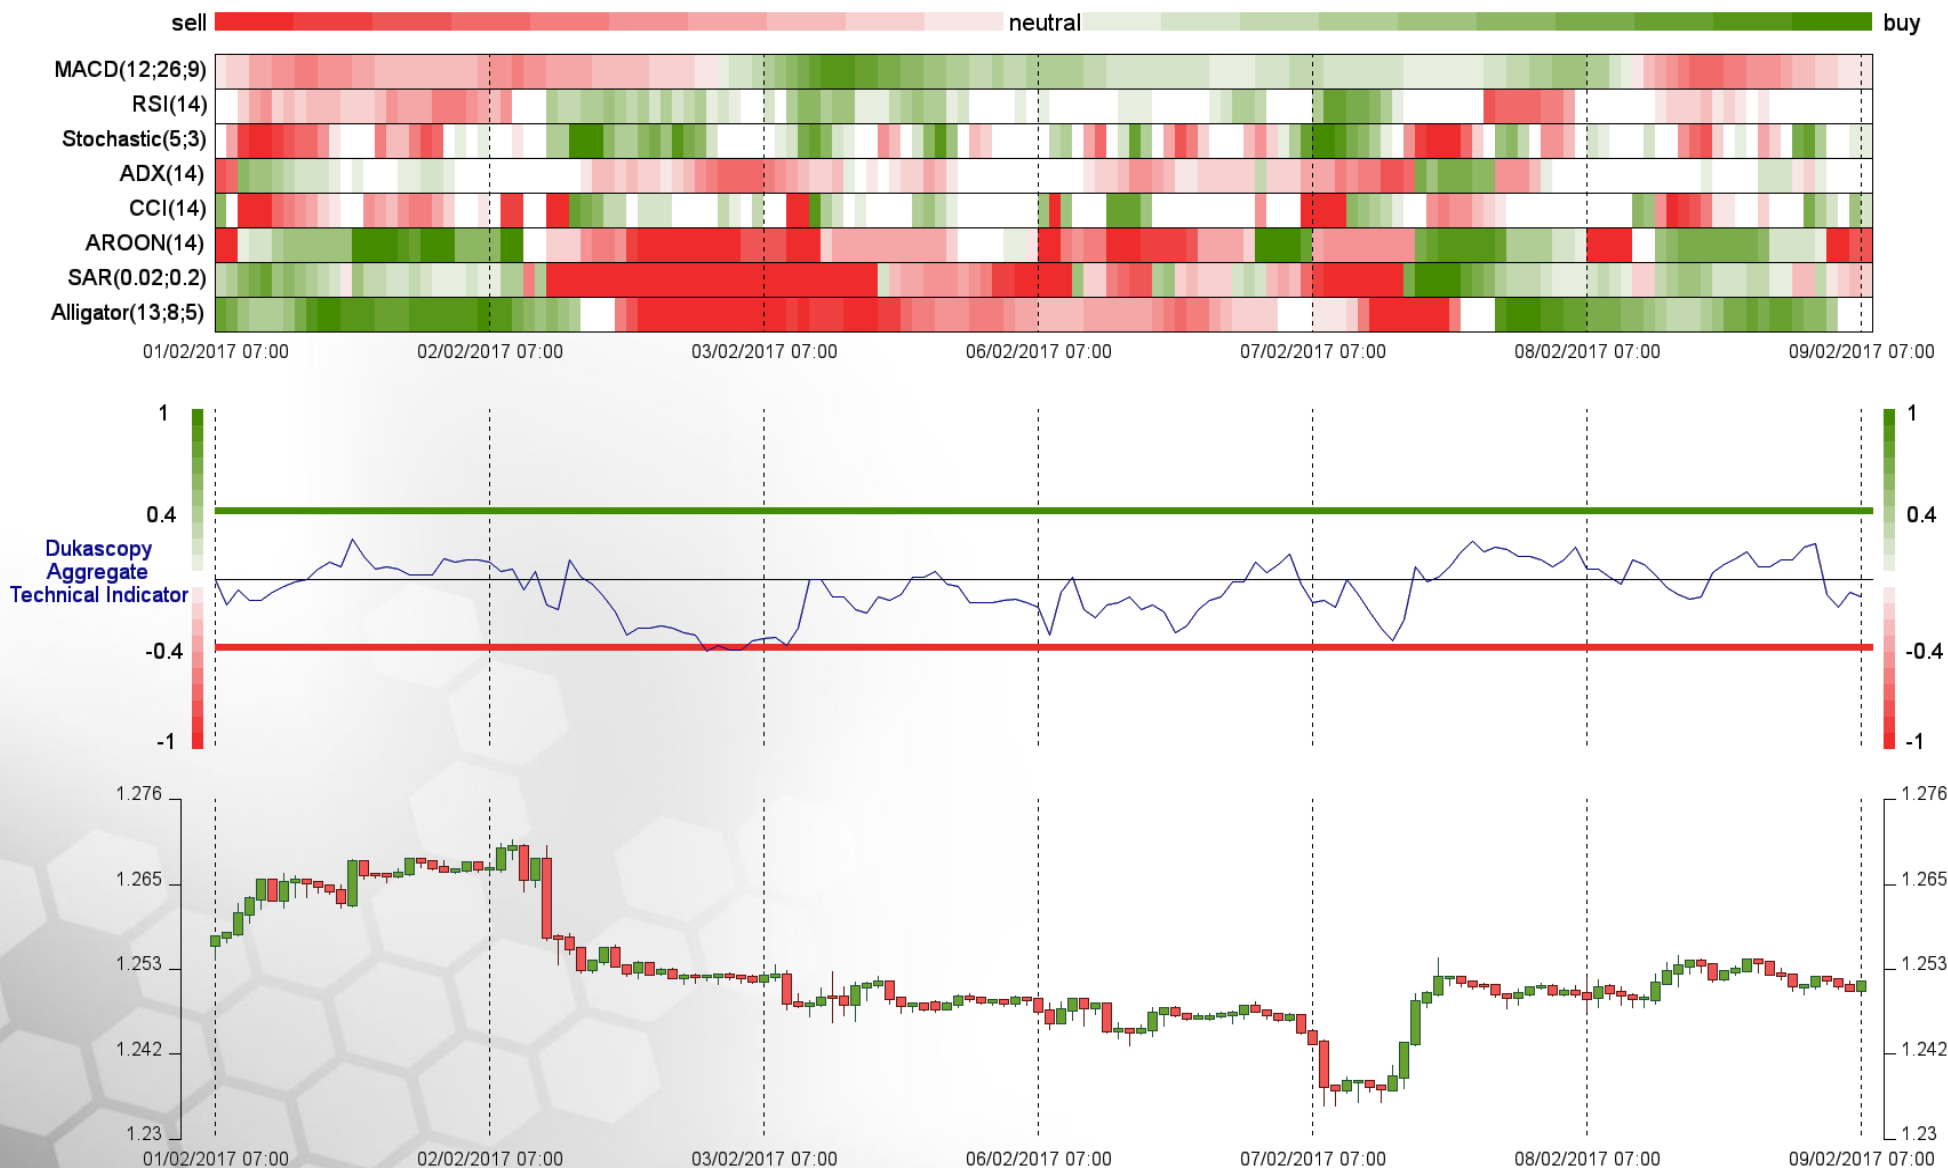 sell neutral buy
MACD(12;26;9)
RSI(14)
Stochastic(5;3)
ADX(14)
CCI(14)
AROON(14)
SAR(0.02;0.2)
Alligator(13;8;5)
01/02/2017 07:00 02/02/2017 07:00 03/02/2017 07:00 06/02/2017 07:00 07/02/2017 07:00 08/02/2017 07:00 09/02/2017 07:00
1 1
0.4 0.4
Dukascopy
Aggregate
Technical Indicator
-0.4 -0.4
-1 -1
1.276 1.276
1.265 1.265
1.253 1.253
1.242 1.242
1.23 1.23
01/02/2017 07:00 02/02/2017 07:00 03/02/2017 07:00 06/02/2017 07:00 07/02/2017 07:00 08/02/2017 07:00 09/02/2017 07:00